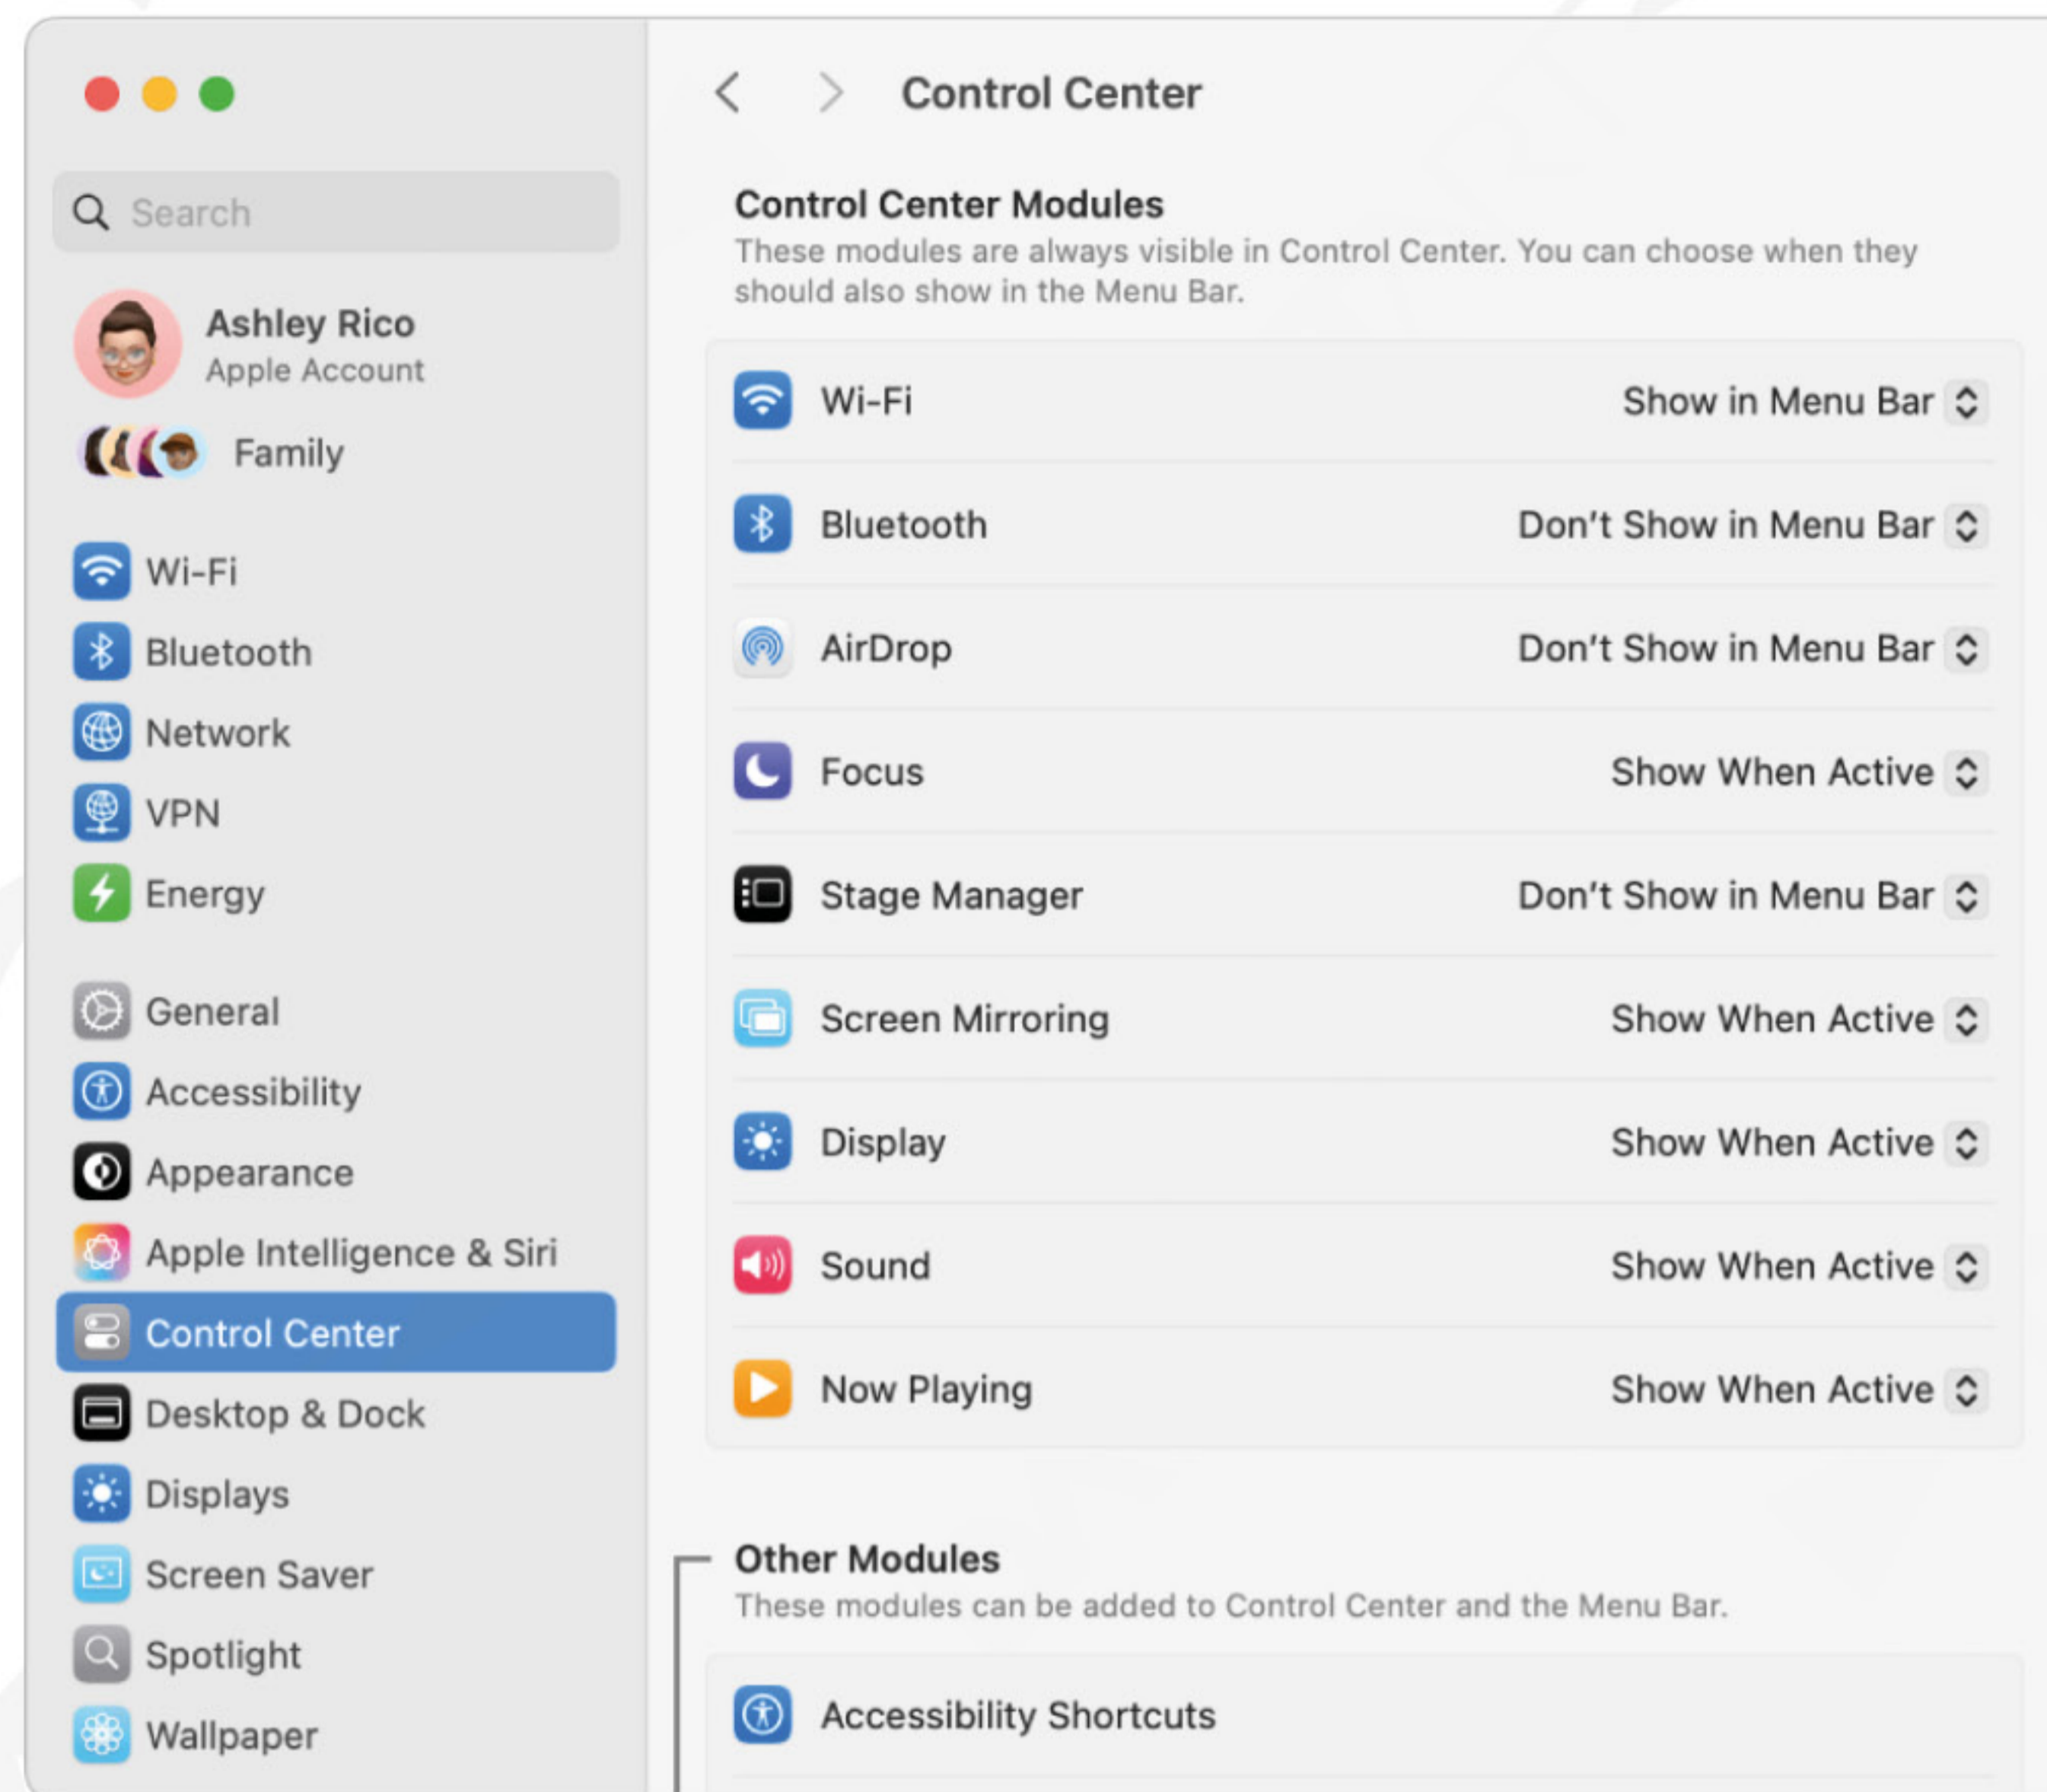 Search
Ashley Rico
Apple Account
Family
Wi-Fi
Bluetooth
Network
VPN
Energy
General
Accessibility
Appearance
Apple Intelligence & Siri
Control Center
Desktop & Dock
Displays
Screen Saver
Spotlight
Wallpaper
Control Center
Control Center Modules
These modules are always visible in Control Center. You can choose when they
should also show in the Menu Bar.
Wi-Fi Show in Menu Bar
Bluetooth Don't Show in Menu Bar
AirDrop Don't Show in Menu Bar
Focus Show When Active
Stage Manager Don't Show in Menu Bar
Screen Mirroring Show When Active
Display Show When Active
Sound Show When Active
Now Playing Show When Active
Other Modules
These modules can be added to Control Center and the Menu Bar.
Accessibility Shortcuts